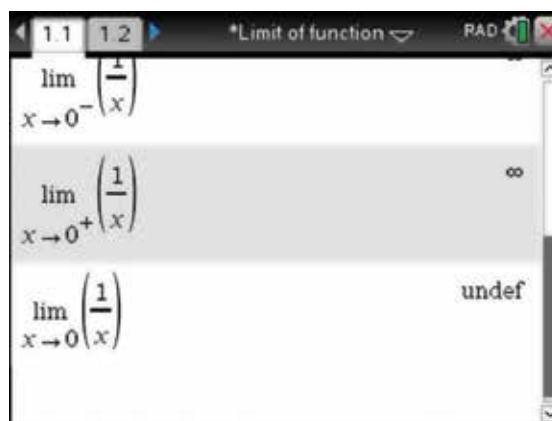 1.1 1.2 *Limit of function RAD
lim x→0⁻ (1/x)
lim x→0⁺ (1/x) ∞
lim x→0 (1/x) undef